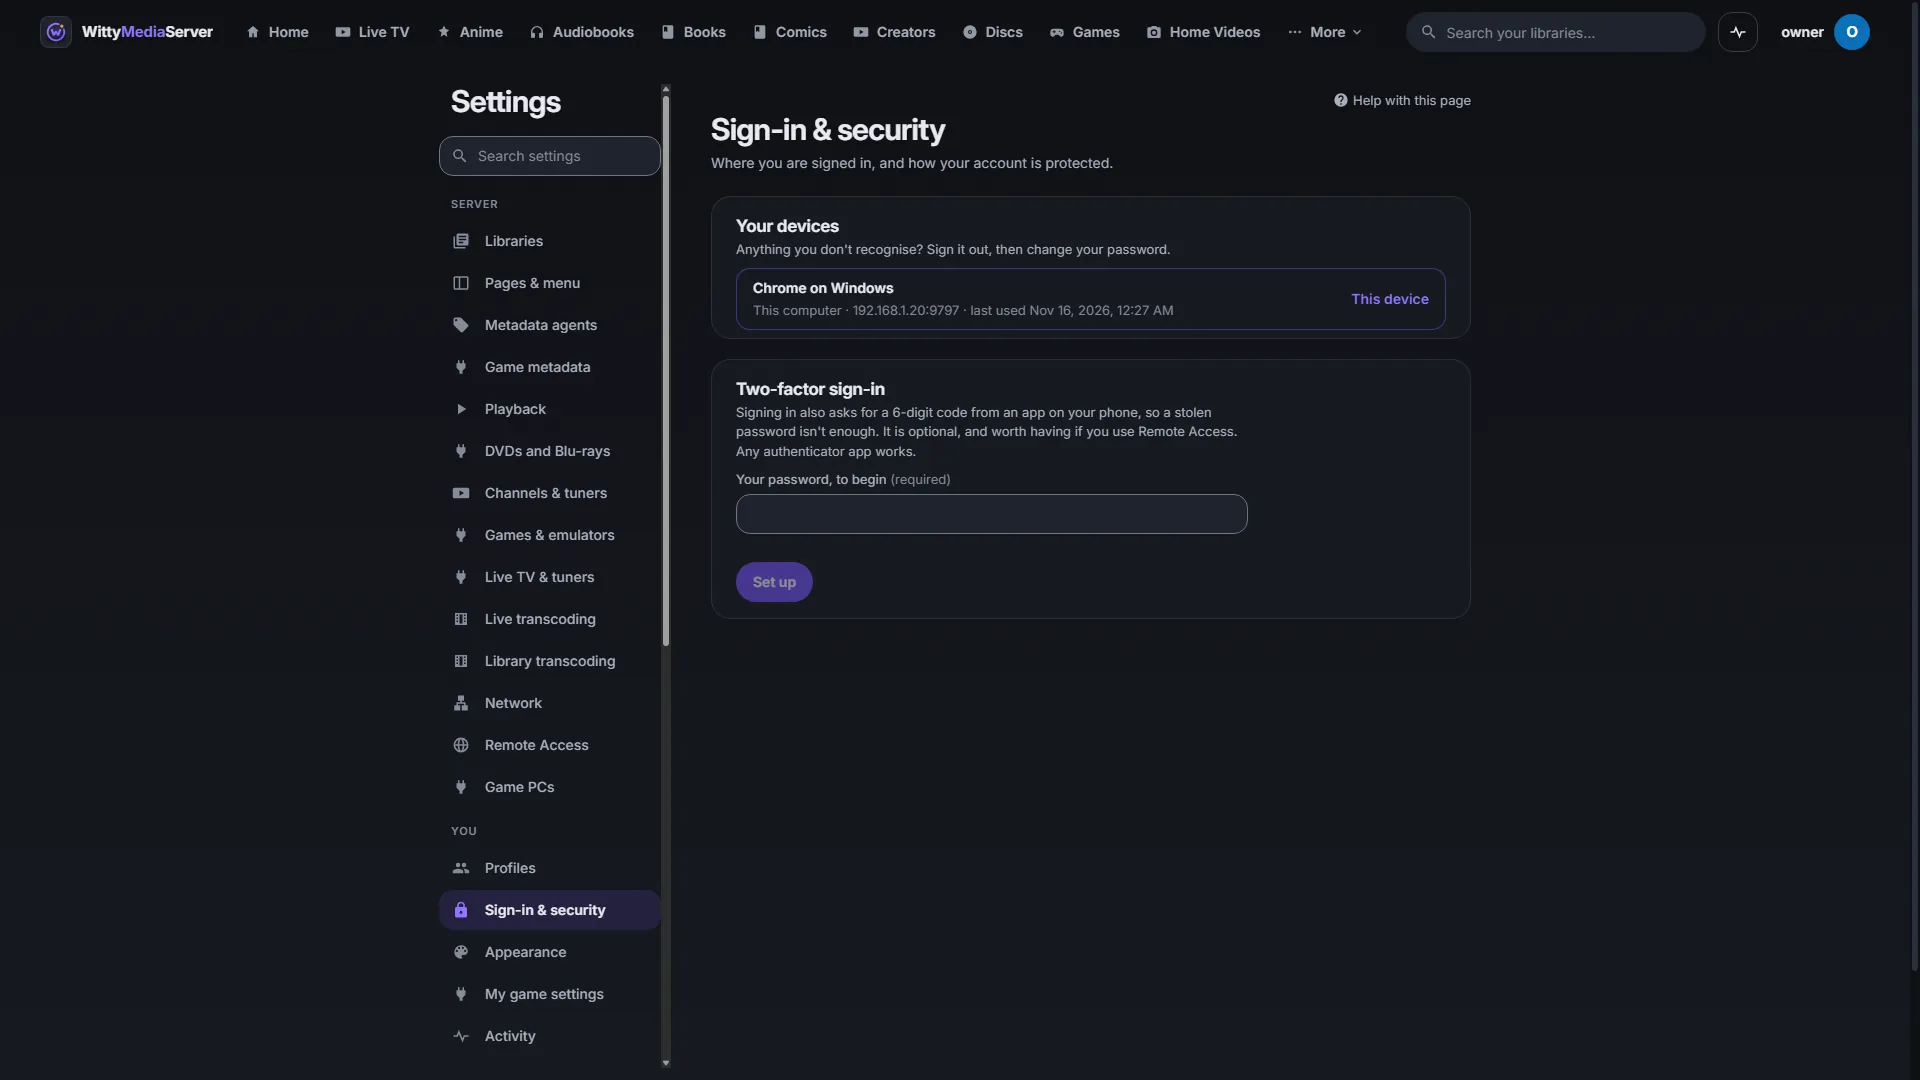 WittyMediaServer
Home
Live TV
Anime
Audiobooks
Books
Comics
Creators
Discs
Games
Home Videos
More
Search your libraries...
owner
O
Settings
Search settings
SERVER
Libraries
Pages & menu
Metadata agents
Game metadata
Playback
DVDs and Blu-rays
Channels & tuners
Games & emulators
Live TV & tuners
Live transcoding
Library transcoding
Network
Remote Access
Game PCs
YOU
Profiles
Sign-in & security
Appearance
My game settings
Activity
Help with this page
Sign-in & security
Where you are signed in, and how your account is protected.
Your devices
Anything you don't recognise? Sign it out, then change your password.
Chrome on Windows
This computer · 192.168.1.20:9797 · last used Nov 16, 2026, 12:27 AM
This device
Two-factor sign-in
Signing in also asks for a 6-digit code from an app on your phone, so a stolen
password isn't enough. It is optional, and worth having if you use Remote Access.
Any authenticator app works.
Your password, to begin (required)
Set up